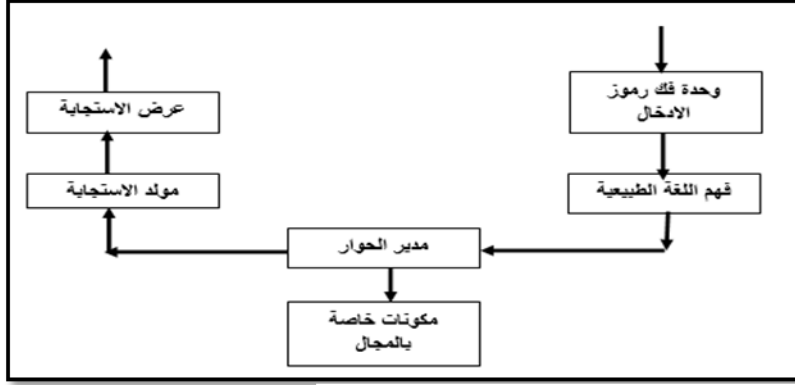 وحدة فك رموز
الادخال
عرض الاستجابة
فهم اللغة الطبيعية
مولد الاستجابة
مدير الحوار
مكونات خاصة
بالمجال